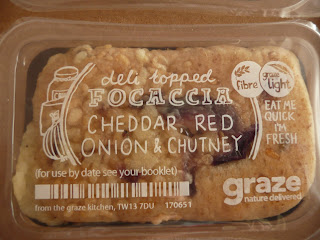 deli topped
FOCACCIA
CHEDDAR, RED
ONION & CHUTNEY
(for use by date see your booklet)
from the graze kitchen, TW13 7DU 170651
fibre
graze
light
EAT ME
QUICK
I'M
FRESH
graze
nature delivered